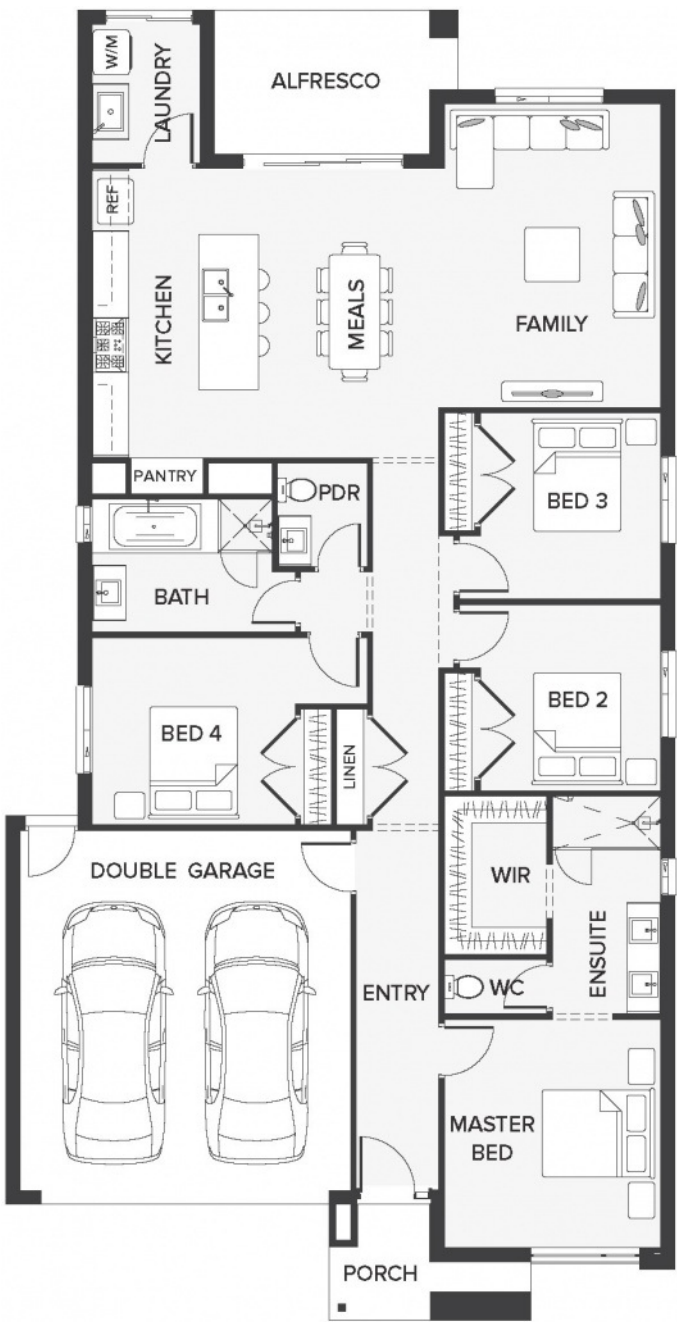 W/M
LAUNDRY
ALFRESCO
REF
KITCHEN
MEALS
FAMILY
PANTRY
PDR
BED 3
BATH
BED 2
BED 4
LINEN
DOUBLE GARAGE
WIR
ENSUITE
WC
ENTRY
MASTER
BED
PORCH